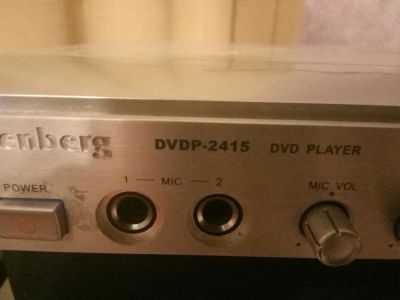 enberg DVDP-2415 DVD PLAYER
POWER 1 MIC 2 MIC VOL